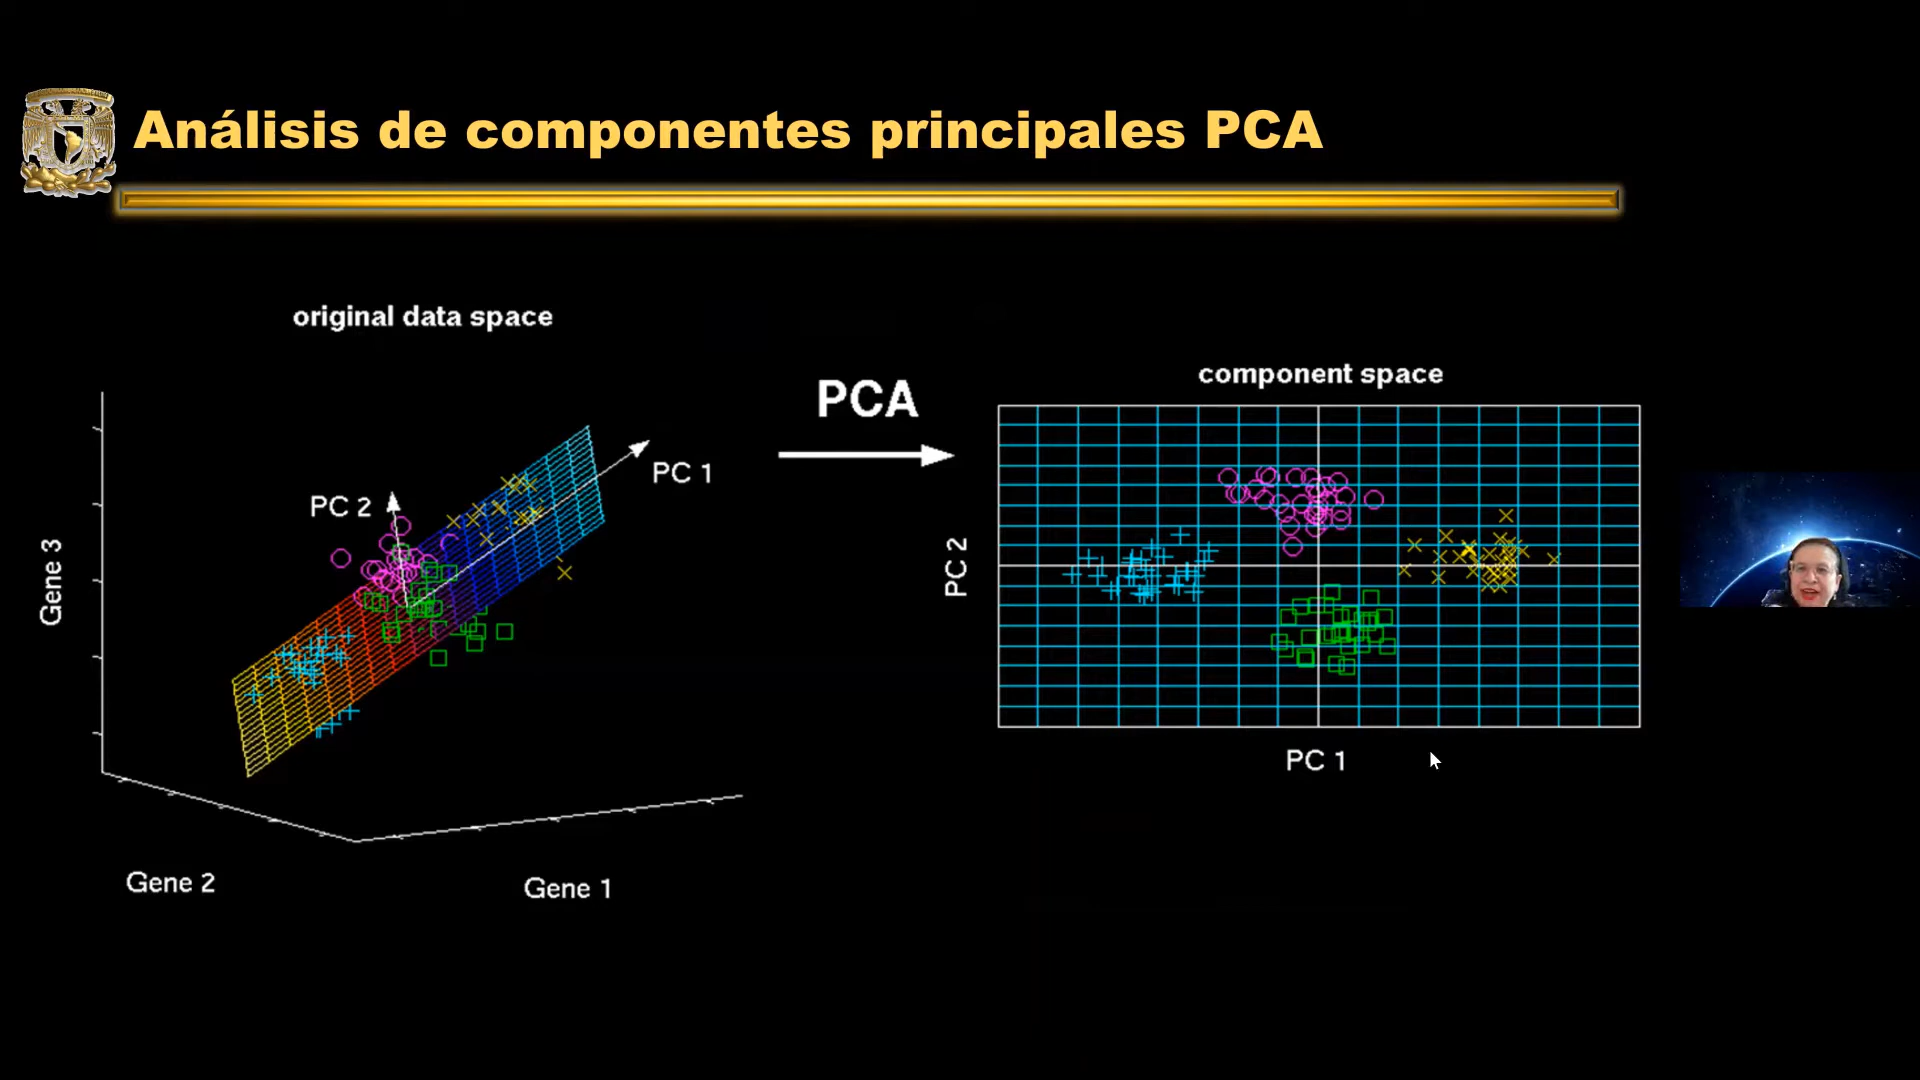 Análisis de componentes principales PCA
original data space
PC 2
PC 1
Gene 3
Gene 2
Gene 1
PCA
component space
PC 2
PC 1